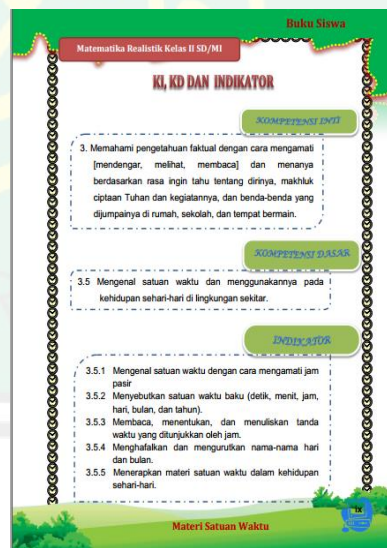 Buku Siswa
Matematika Realistik Kelas II SD/MI
KI, KD DAN INDIKATOR
KOMPETENSI INTI
3. Memahami pengetahuan faktual dengan cara mengamati
[mendengar, melihat, membaca] dan menanya
berdasarkan rasa ingin tahu tentang dirinya, makhluk
ciptaan Tuhan dan kegiatannya, dan benda-benda yang
dijumpainya di rumah, sekolah, dan tempat bermain.
KOMPETENSI DASAR
3.5 Mengenal satuan waktu dan menggunakannya pada
kehidupan sehari-hari di lingkungan sekitar.
INDIKATOR
3.5.1 Mengenal satuan waktu dengan cara mengamati jam
pasir
3.5.2 Menyebutkan satuan waktu baku (detik, menit, jam,
hari, bulan, dan tahun).
3.5.3 Membaca, menentukan, dan menuliskan tanda
waktu yang ditunjukkan oleh jam.
3.5.4 Menghafalkan dan mengurutkan nama-nama hari
dan bulan.
3.5.5 Menerapkan materi satuan waktu dalam kehidupan
sehari-hari.
ix
Materi Satuan Waktu